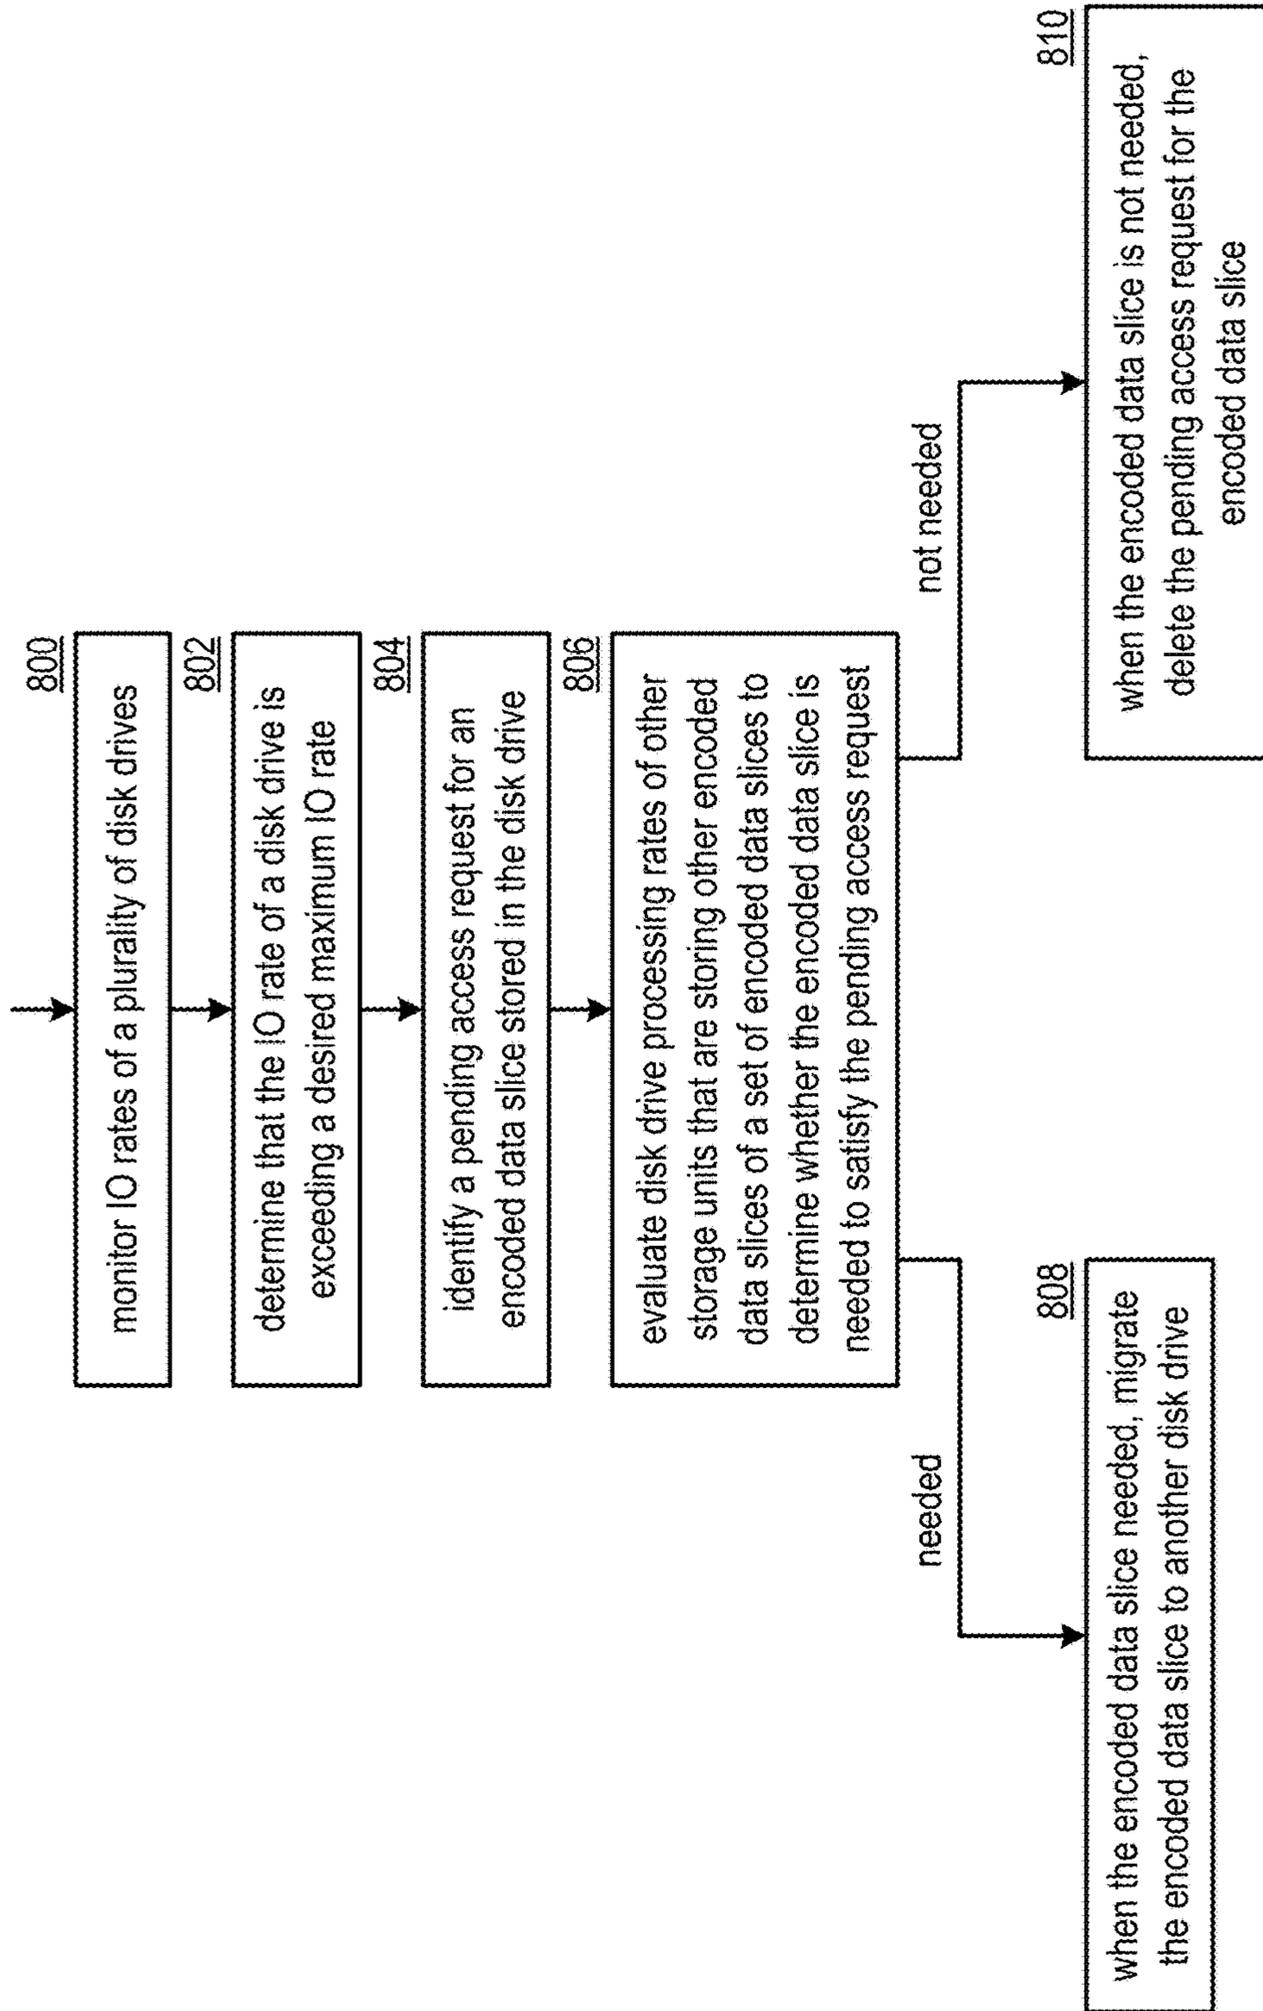 800
monitor IO rates of a plurality of disk drives
802
determine that the IO rate of a disk drive is
exceeding a desired maximum IO rate
804
identify a pending access request for an
encoded data slice stored in the disk drive
806
evaluate disk drive processing rates of other
storage units that are storing other encoded
data slices of a set of encoded data slices to
determine whether the encoded data slice is
needed to satisfy the pending access request
needed
not needed
808
when the encoded data slice needed, migrate
the encoded data slice to another disk drive
810
when the encoded data slice is not needed,
delete the pending access request for the
encoded data slice